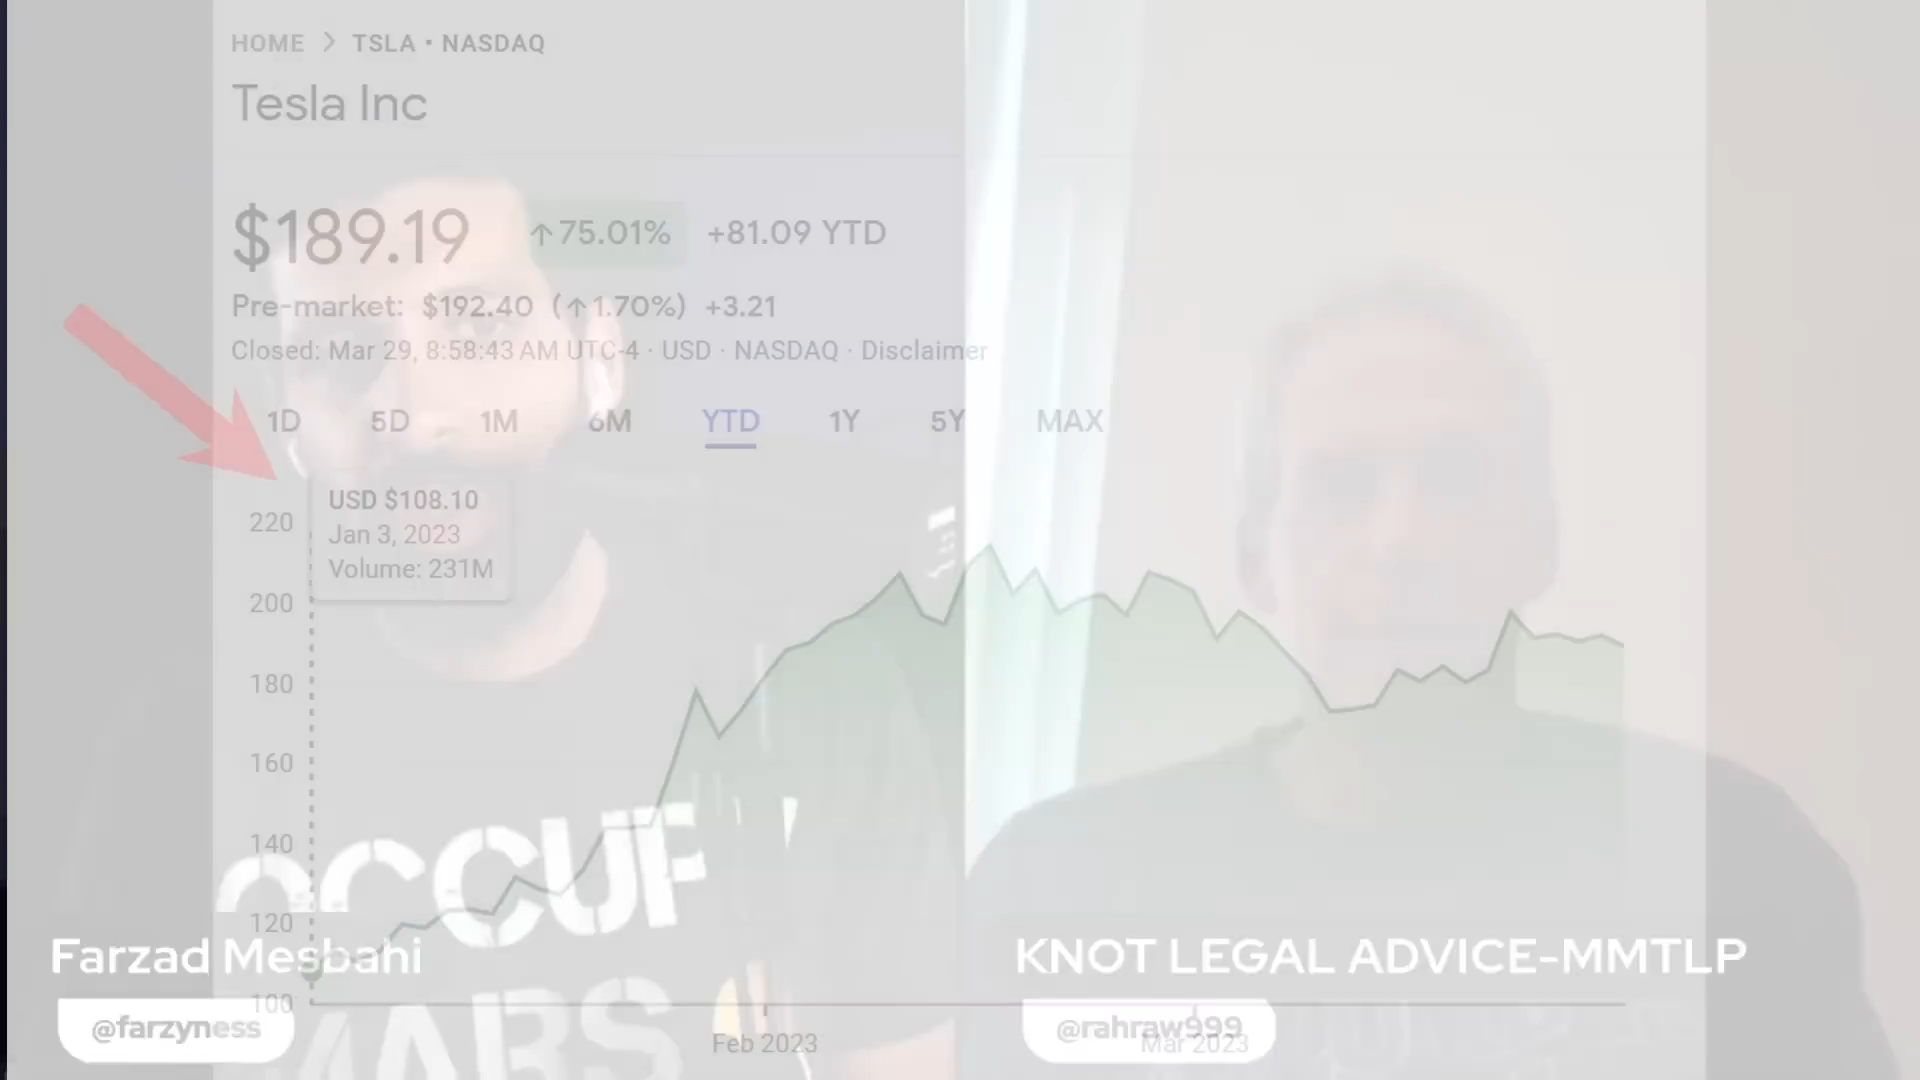 HOME > TSLA • NASDAQ
Tesla Inc
$189.19 ↑75.01% +81.09 YTD
Pre-market: $192.40 (↑1.70%) +3.21
Closed: Mar 29, 8:58:43 AM UTC-4 · USD · NASDAQ · Disclaimer
1D 5D 1M 6M YTD 1Y 5Y MAX
USD $108.10
Jan 3, 2023
Volume: 231M
220
200
180
160
140
120
100
Feb 2023 Mar 2023
OCCUP
MARS
Farzad Mesbahi
@farzyness
KNOT LEGAL ADVICE-MMTLP
@rahraw999